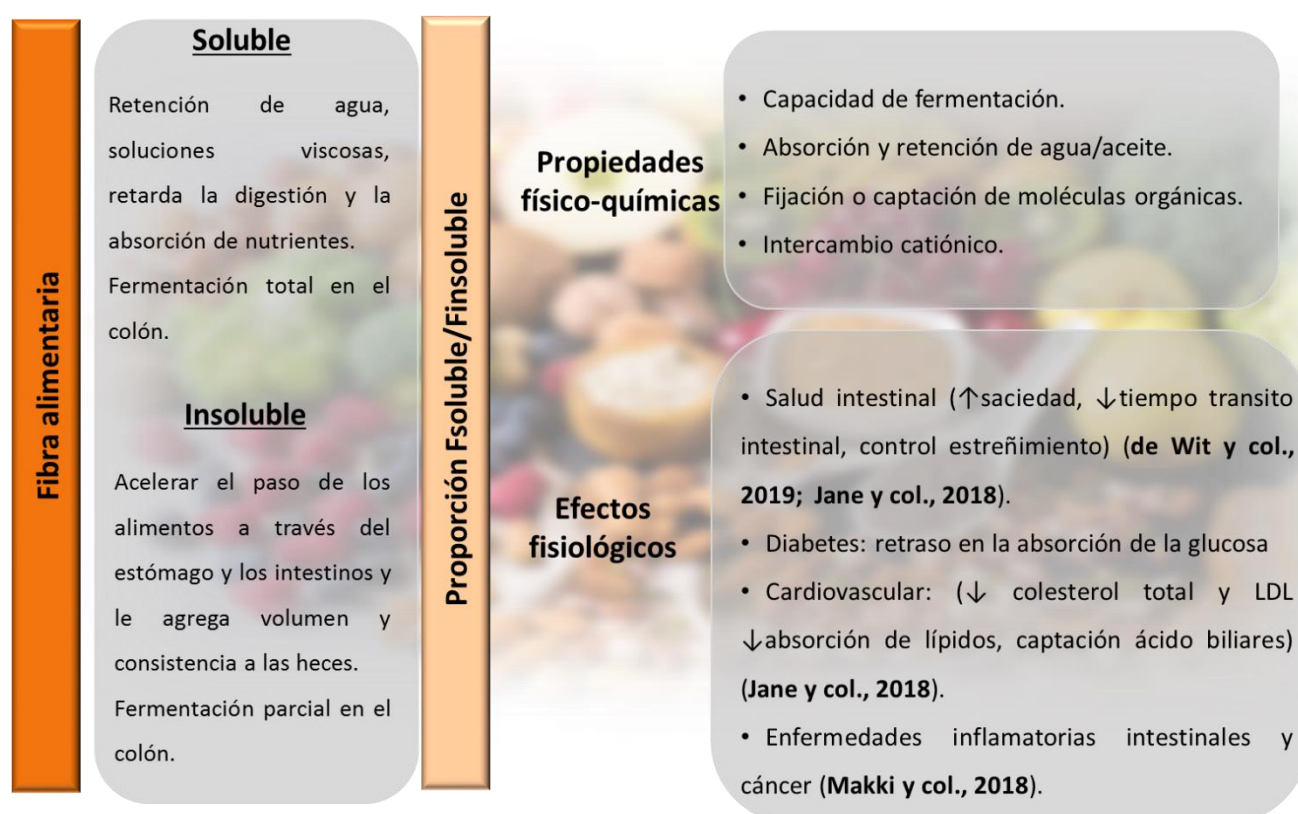 Fibra alimentaria
Soluble
Retención de agua,
soluciones viscosas,
retarda la digestión y la
absorción de nutrientes.
Fermentación total en el
colón.
Insoluble
Acelerar el paso de los
alimentos a través del
estómago y los intestinos y
le agrega volumen y
consistencia a las heces.
Fermentación parcial en el
colón.
Proporción Fsoluble/Finsoluble
Propiedades
físico-químicas
• Capacidad de fermentación.
• Absorción y retención de agua/aceite.
• Fijación o captación de moléculas orgánicas.
• Intercambio catiónico.
Efectos
fisiológicos
• Salud intestinal (↑saciedad, ↓tiempo transito
intestinal, control estreñimiento) (de Wit y col.,
2019; Jane y col., 2018).
• Diabetes: retraso en la absorción de la glucosa
• Cardiovascular: (↓ colesterol total y LDL
↓absorción de lípidos, captación ácido biliares)
(Jane y col., 2018).
• Enfermedades inflamatorias intestinales y
cáncer (Makki y col., 2018).